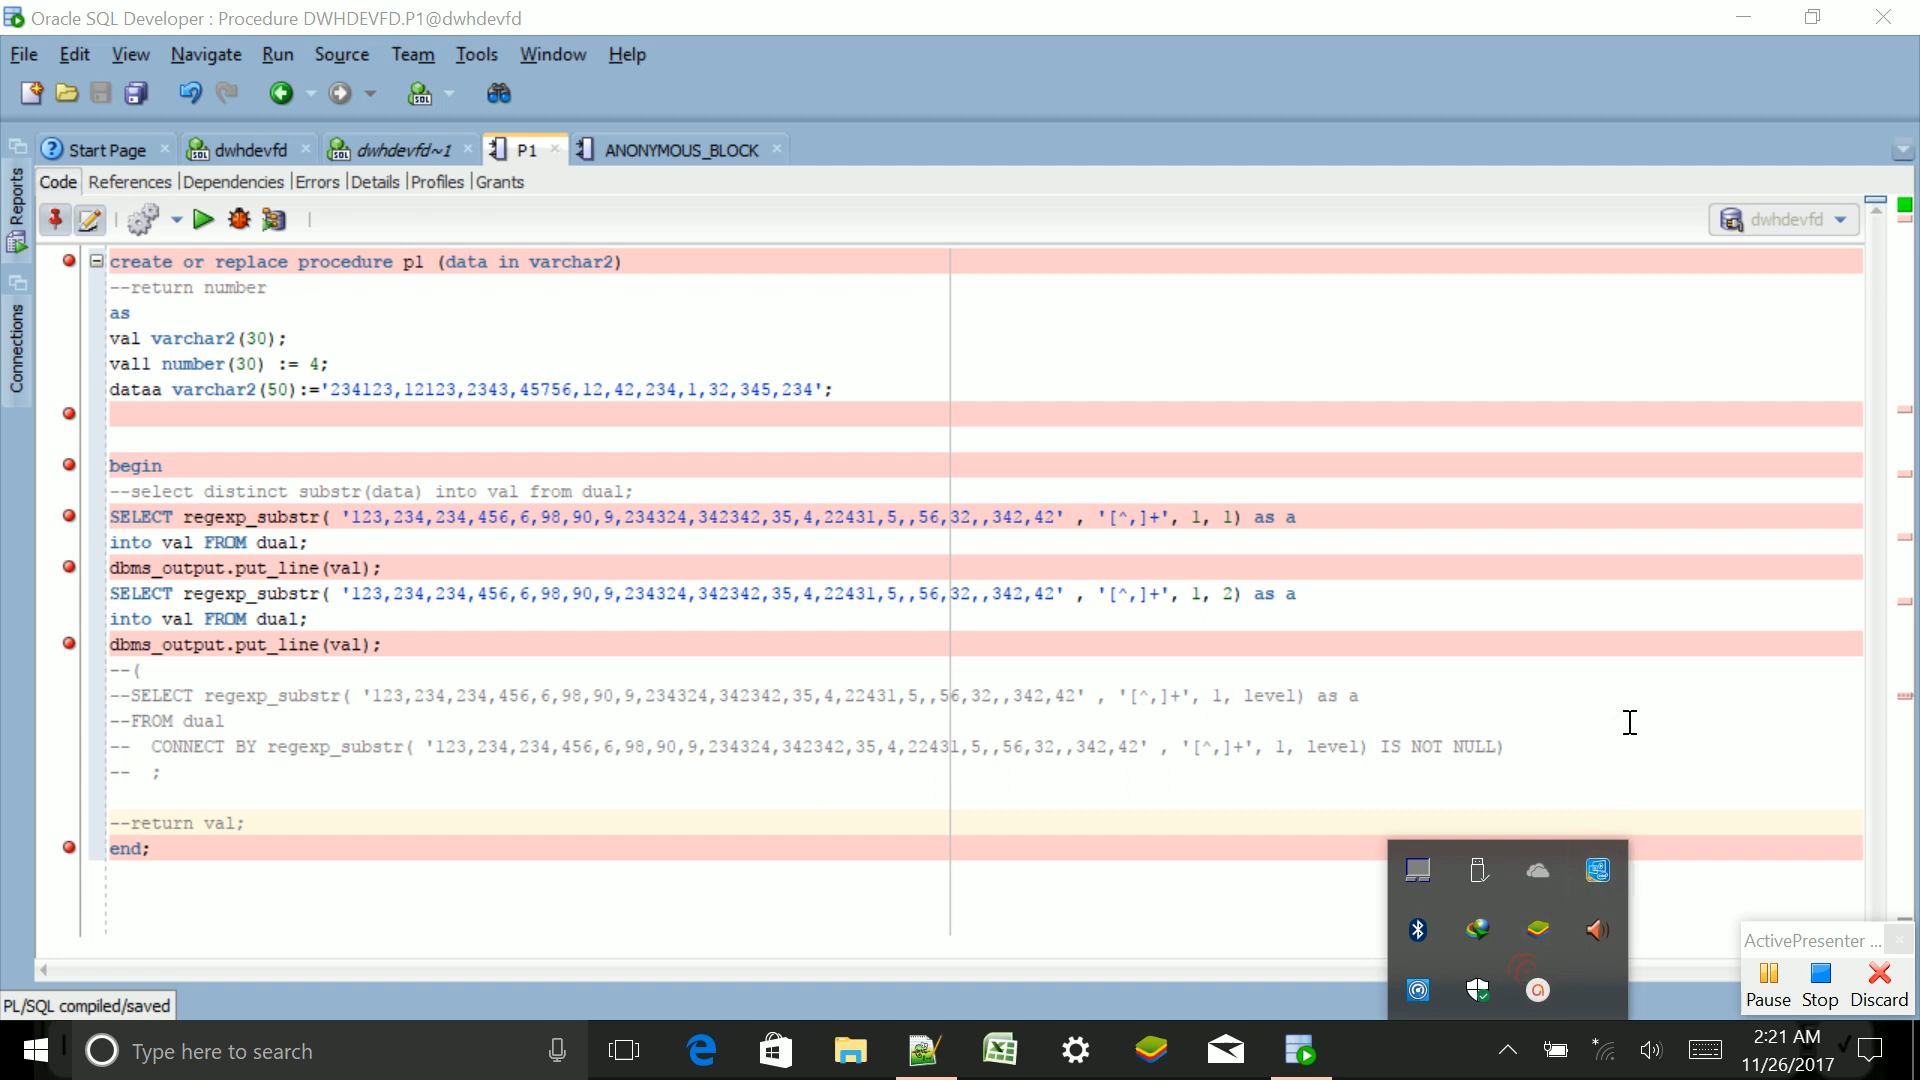 Oracle SQL Developer : Procedure DWHDEVFD.P1@dwhdevfd
File Edit View Navigate Run Source Team Tools Window Help
Start Page dwhdevfd dwhdevfd~1 P1 ANONYMOUS_BLOCK
Code References Dependencies Errors Details Profiles Grants
Reports
Connections
dwhdevfd
create or replace procedure p1 (data in varchar2)
--return number
as
val varchar2(30);
val1 number(30) := 4;
dataa varchar2(50):='234123,12123,2343,45756,12,42,234,1,32,345,234';
begin
--select distinct substr(data) into val from dual;
SELECT regexp_substr( '123,234,234,456,6,98,90,9,234324,342342,35,4,22431,5,,56,32,,342,42' , '[^,]+', 1, 1) as a
into val FROM dual;
dbms_output.put_line(val);
SELECT regexp_substr( '123,234,234,456,6,98,90,9,234324,342342,35,4,22431,5,,56,32,,342,42' , '[^,]+', 1, 2) as a
into val FROM dual;
dbms_output.put_line(val);
--(
--SELECT regexp_substr( '123,234,234,456,6,98,90,9,234324,342342,35,4,22431,5,,56,32,,342,42' , '[^,]+', 1, level) as a
--FROM dual
--  CONNECT BY regexp_substr( '123,234,234,456,6,98,90,9,234324,342342,35,4,22431,5,,56,32,,342,42' , '[^,]+', 1, level) IS NOT NULL)
--  ;
--return val;
end;
ActivePresenter ...
Pause Stop Discard
PL/SQL compiled/saved
Type here to search
2:21 AM
11/26/2017